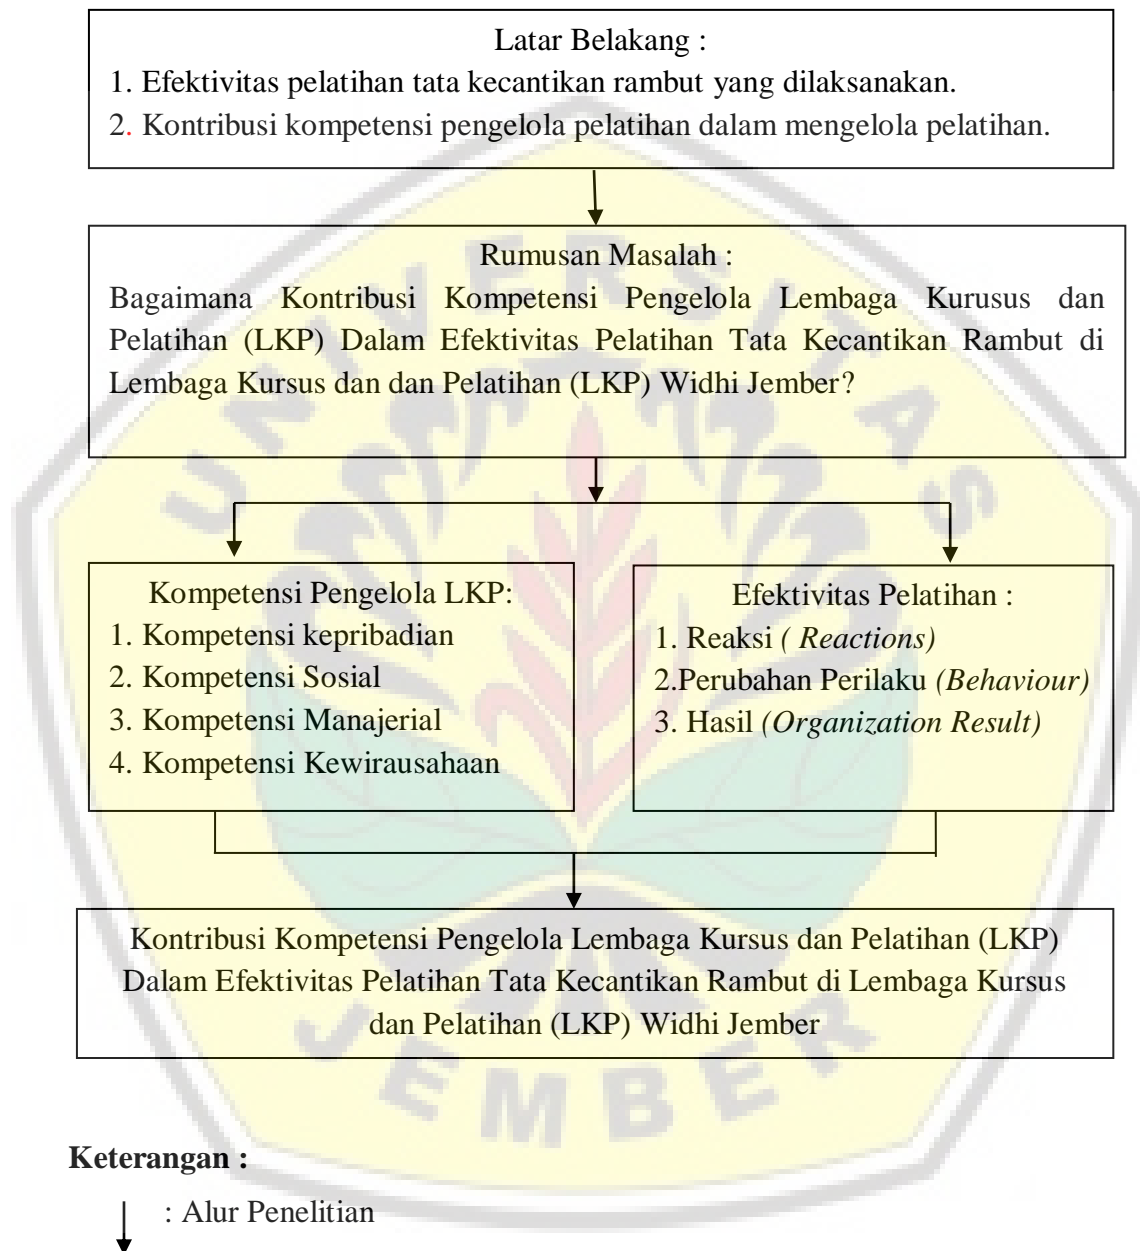 Latar Belakang :
1. Efektivitas pelatihan tata kecantikan rambut yang dilaksanakan.
2. Kontribusi kompetensi pengelola pelatihan dalam mengelola pelatihan.
Rumusan Masalah :
Bagaimana Kontribusi Kompetensi Pengelola Lembaga Kurusus dan
Pelatihan (LKP) Dalam Efektivitas Pelatihan Tata Kecantikan Rambut di
Lembaga Kursus dan dan Pelatihan (LKP) Widhi Jember?
Kompetensi Pengelola LKP:
1. Kompetensi kepribadian
2. Kompetensi Sosial
3. Kompetensi Manajerial
4. Kompetensi Kewirausahaan
Efektivitas Pelatihan :
1. Reaksi ( Reactions)
2.Perubahan Perilaku (Behaviour)
3. Hasil (Organization Result)
Kontribusi Kompetensi Pengelola Lembaga Kursus dan Pelatihan (LKP)
Dalam Efektivitas Pelatihan Tata Kecantikan Rambut di Lembaga Kursus
dan Pelatihan (LKP) Widhi Jember
Keterangan :
: Alur Penelitian
UNIVERSITAS
JEMBER